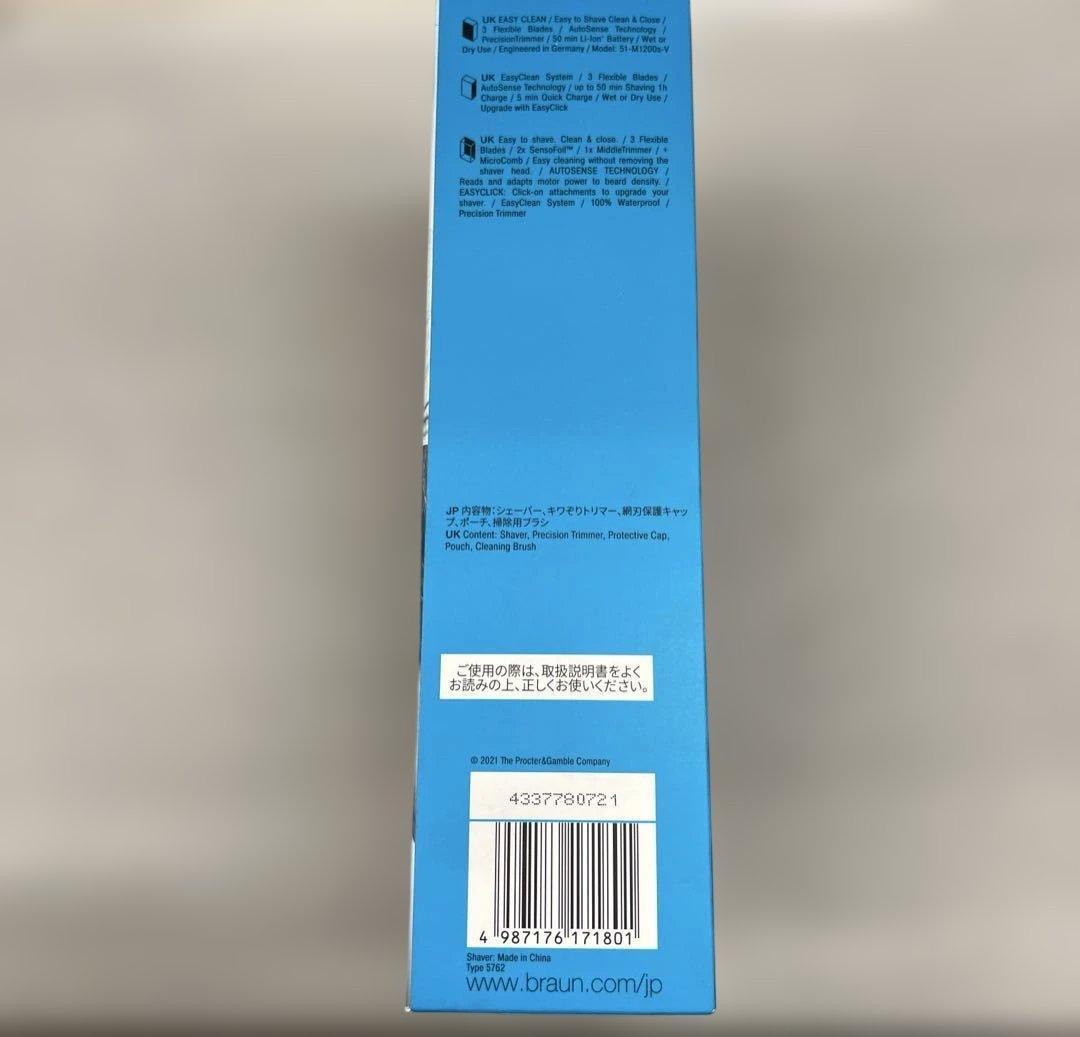 UK EASY CLEAN / Easy to Shave Clean & Close /
3 Flexible Blades / AutoSense Technology /
PrecisionTrimmer / 50 min Li-Ion* Battery / Wet or
Dry Use / Engineered in Germany / Model: 51-M1200s-V
UK EasyClean System / 3 Flexible Blades /
AutoSense Technology / up to 50 min Shaving 1h
Charge / 5 min Quick Charge / Wet or Dry Use /
Upgrade with EasyClick
UK Easy to shave. Clean & close. / 3 Flexible
Blades / 2x SensoFoil™ / 1x MiddleTrimmer / +
MicroComb / Easy cleaning without removing the
shaver head. / AUTOSENSE TECHNOLOGY /
Reads and adapts motor power to beard density. /
EASYCLICK: Click-on attachments to upgrade your
shaver. / EasyClean System / 100% Waterproof /
Precision Trimmer
JP 内容物:シェーバー、キワぞりトリマー、網刃保護キャッ
プ、ポーチ、掃除用ブラシ
UK Content: Shaver, Precision Trimmer, Protective Cap,
Pouch, Cleaning Brush
ご使用の際は、取扱説明書をよく
お読みの上、正しくお使いください。
© 2021 The Procter&Gamble Company
4337780721
4 987176 171801
Shaver: Made in China
Type 5762
www.braun.com/jp